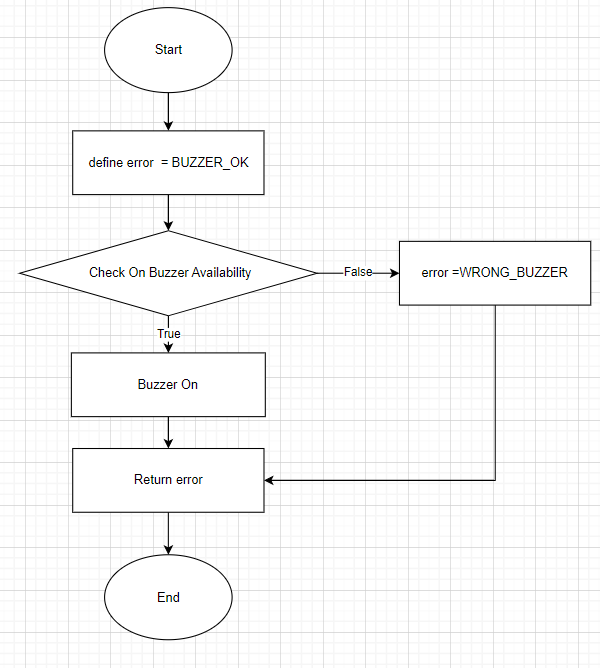 Start
define error  = BUZZER_OK
Check On Buzzer Availability
False
error =WRONG_BUZZER
True
Buzzer On
Return error
End